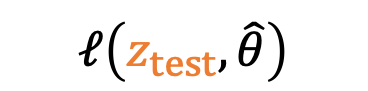 ℓ(z_test, θ̂)